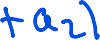 + a₂)